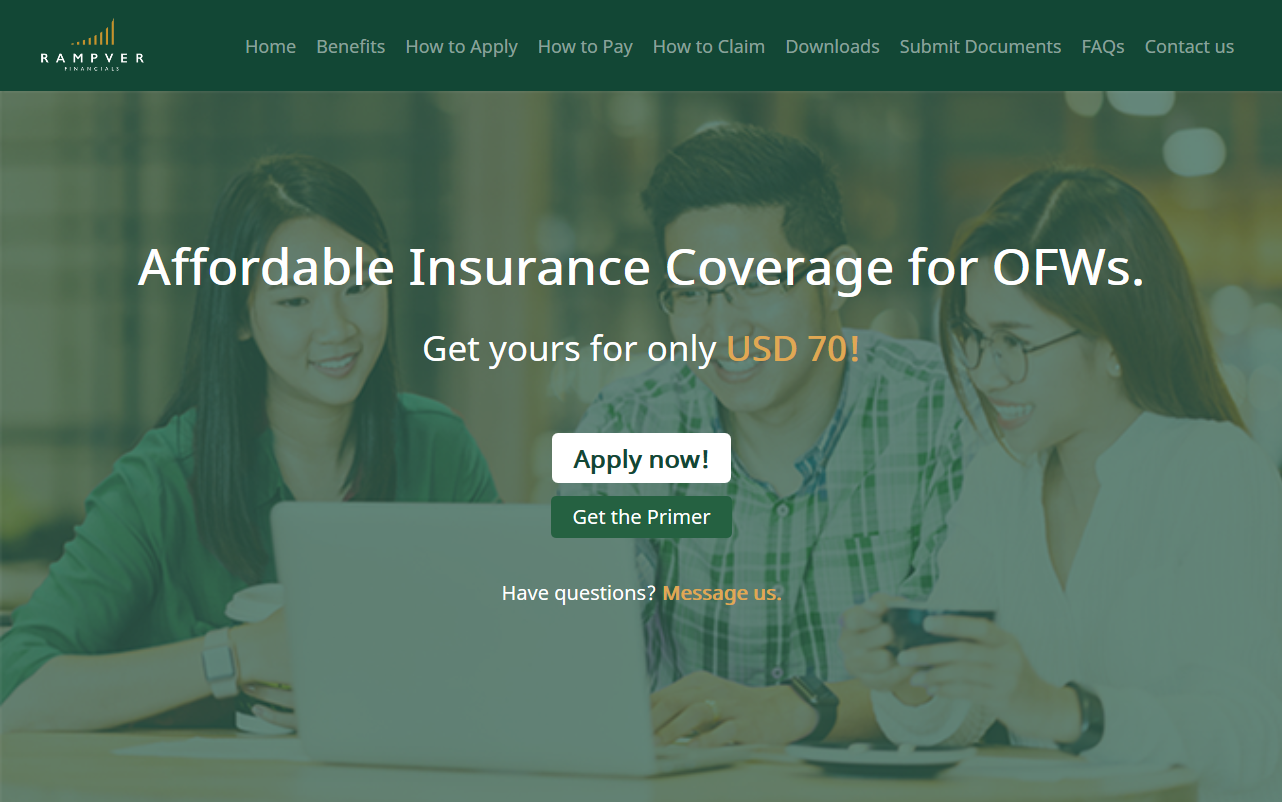 RAMPVER
FINANCIALS
Home Benefits How to Apply How to Pay How to Claim Downloads Submit Documents FAQs Contact us
Affordable Insurance Coverage for OFWs.
Get yours for only USD 70!
Apply now!
Get the Primer
Have questions? Message us.